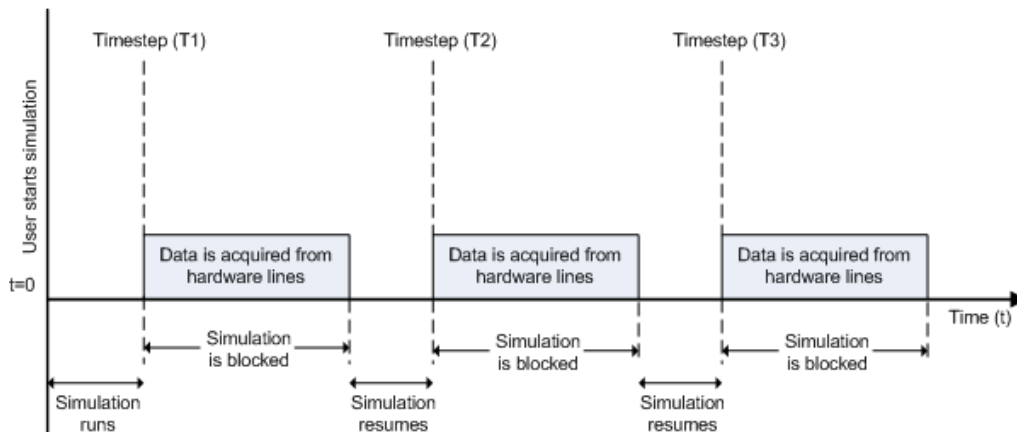 Timestep (T1)
Timestep (T2)
Timestep (T3)
User starts simulation
Data is acquired from
hardware lines
Data is acquired from
hardware lines
Data is acquired from
hardware lines
t=0
Time (t)
Simulation
is blocked
Simulation
is blocked
Simulation
is blocked
Simulation
runs
Simulation
resumes
Simulation
resumes